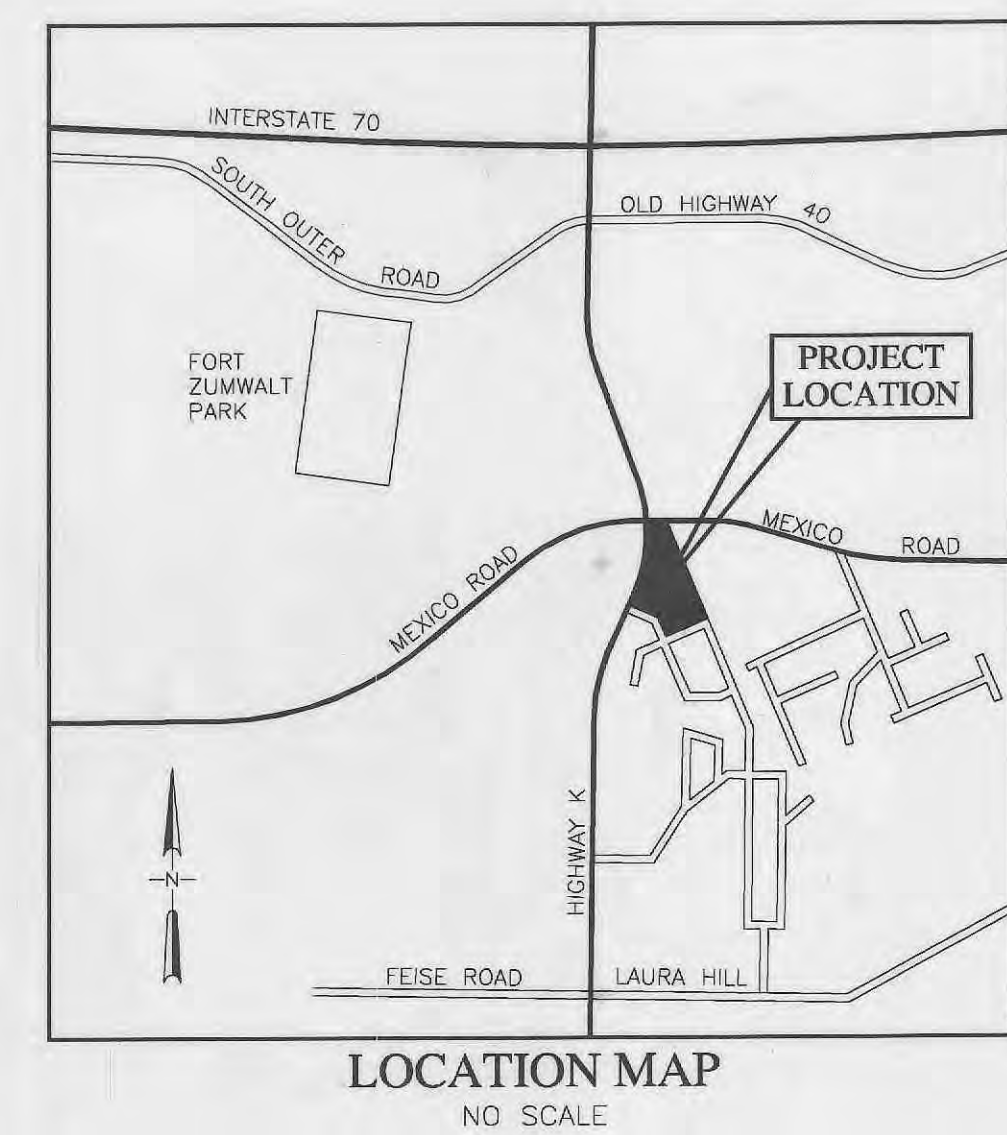 INTERSTATE 70
SOUTH OUTER ROAD
OLD HIGHWAY 40
FORT
ZUMWALT
PARK
PROJECT
LOCATION
MEXICO ROAD
MEXICO ROAD
HIGHWAY K
N
FEISE ROAD
LAURA HILL
LOCATION MAP
NO SCALE